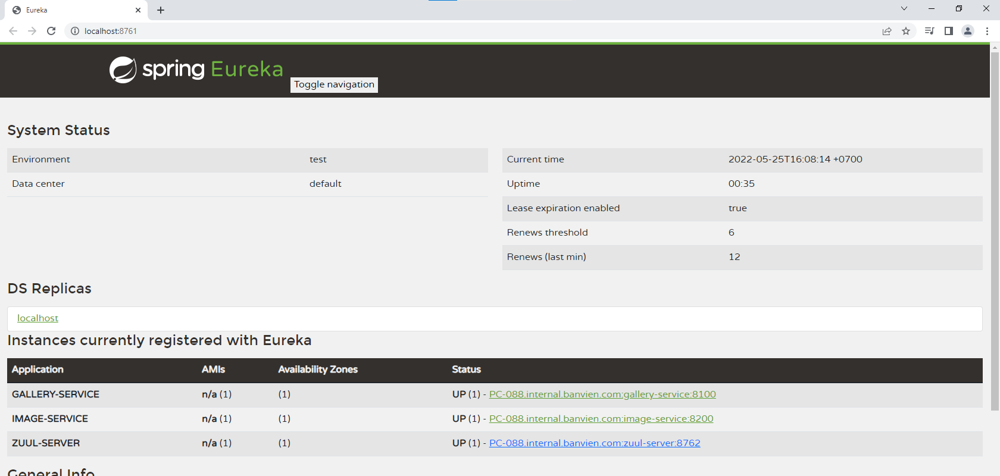 Eureka
localhost:8761
spring Eureka
Toggle navigation
System Status
Environment test
Data center default
Current time 2022-05-25T16:08:14 +0700
Uptime 00:35
Lease expiration enabled true
Renews threshold 6
Renews (last min) 12
DS Replicas
localhost
Instances currently registered with Eureka
Application AMIs Availability Zones Status
GALLERY-SERVICE n/a (1) (1) UP (1) - PC-088.internal.banvien.com:gallery-service:8100
IMAGE-SERVICE n/a (1) (1) UP (1) - PC-088.internal.banvien.com:image-service:8200
ZUUL-SERVER n/a (1) (1) UP (1) - PC-088.internal.banvien.com:zuul-server:8762
General Info